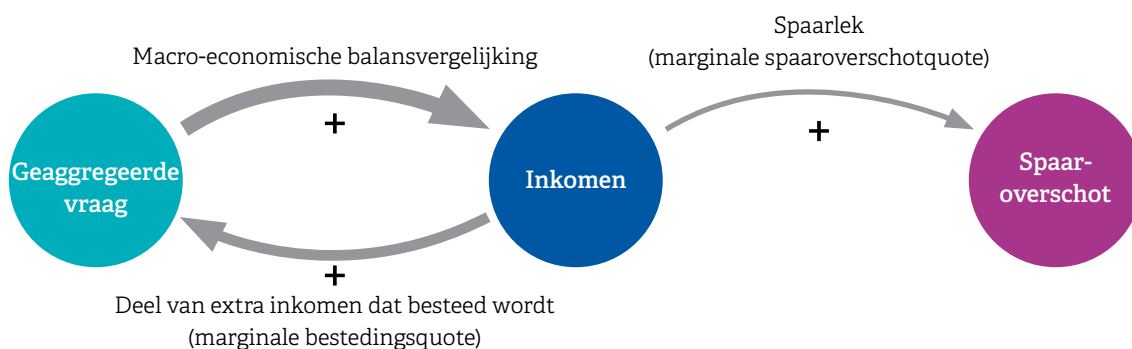 Macro-economische balansvergelijking
Spaarlek
(marginale spaaroverschotquote)
+
+
Geaggregeerde
vraag
Inkomen
Spaar-
overschot
+
Deel van extra inkomen dat besteed wordt
(marginale bestedingsquote)